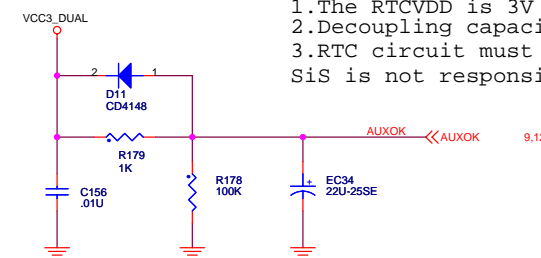 1.The RTCVDD is 3V
2.Decoupling capaci
3.RTC circuit must
SiS is not responsi
VCC3_DUAL
2 1
D11
CD4148
AUXOK
AUXOK
9,12
R179
1K
C156
.01U
R178
100K
+ EC34
22U-25SE